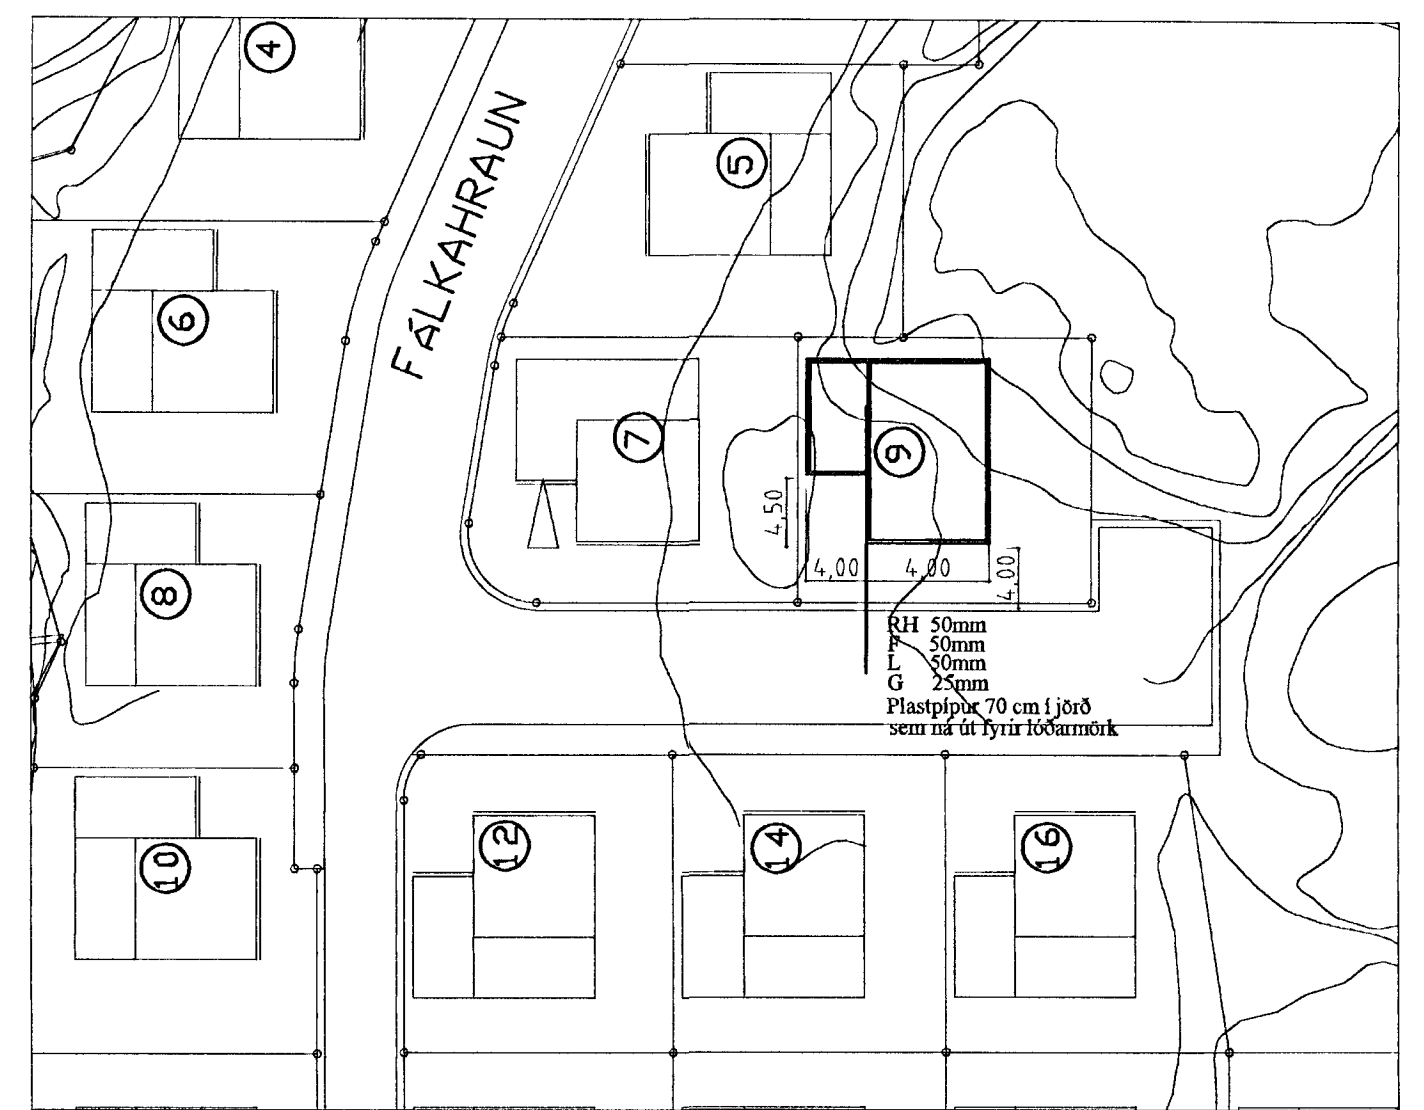 4
FÁLKAHRAUN
5
6
7
9
4,50
4,00 4,00
4,00
8
RH 50mm
F 50mm
L 50mm
G 25mm
Plastpípur 70 cm í jörð
sem ná út fyrir lóðarmörk
10
12
14
16